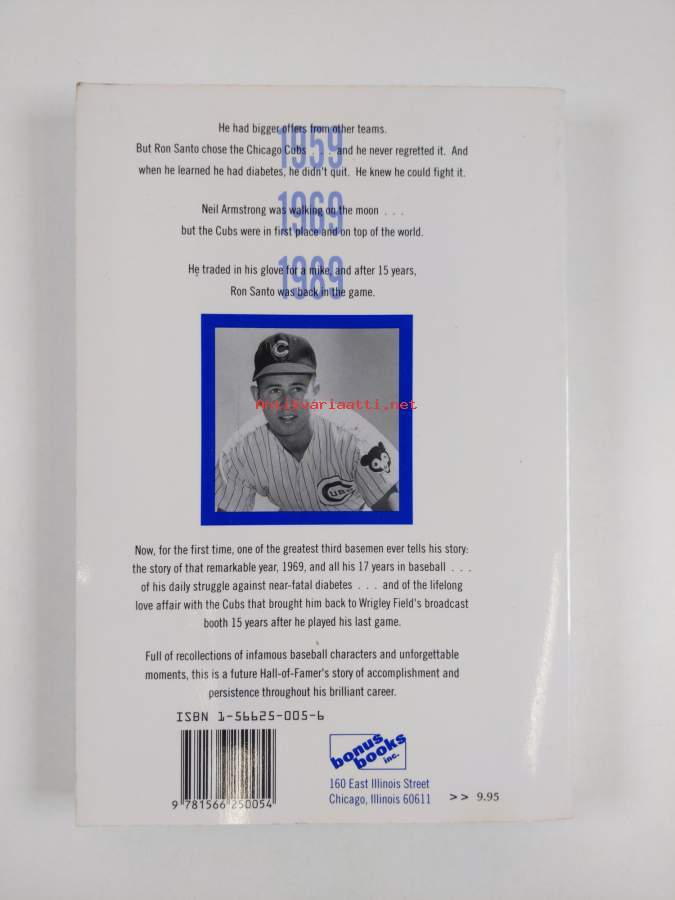 He had bigger offers from other teams.
1959
But Ron Santo chose the Chicago Cubs . . . and he never regretted it. And
when he learned he had diabetes, he didn't quit. He knew he could fight it.
1969
Neil Armstrong was walking on the moon . . .
but the Cubs were in first place and on top of the world.
1989
He traded in his glove for a mike, and after 15 years,
Ron Santo was back in the game.
C
Antikvariaatti.net
CUBS
Now, for the first time, one of the greatest third basemen ever tells his story:
the story of that remarkable year, 1969, and all his 17 years in baseball . . .
of his daily struggle against near-fatal diabetes . . . and of the lifelong
love affair with the Cubs that brought him back to Wrigley Field's broadcast
booth 15 years after he played his last game.
Full of recollections of infamous baseball characters and unforgettable
moments, this is a future Hall-of-Famer's story of accomplishment and
persistence throughout his brilliant career.
ISBN 1-56625-005-6
9 781566 250054
bonus
books
inc.
160 East Illinois Street
Chicago, Illinois 60611
>> 9.95